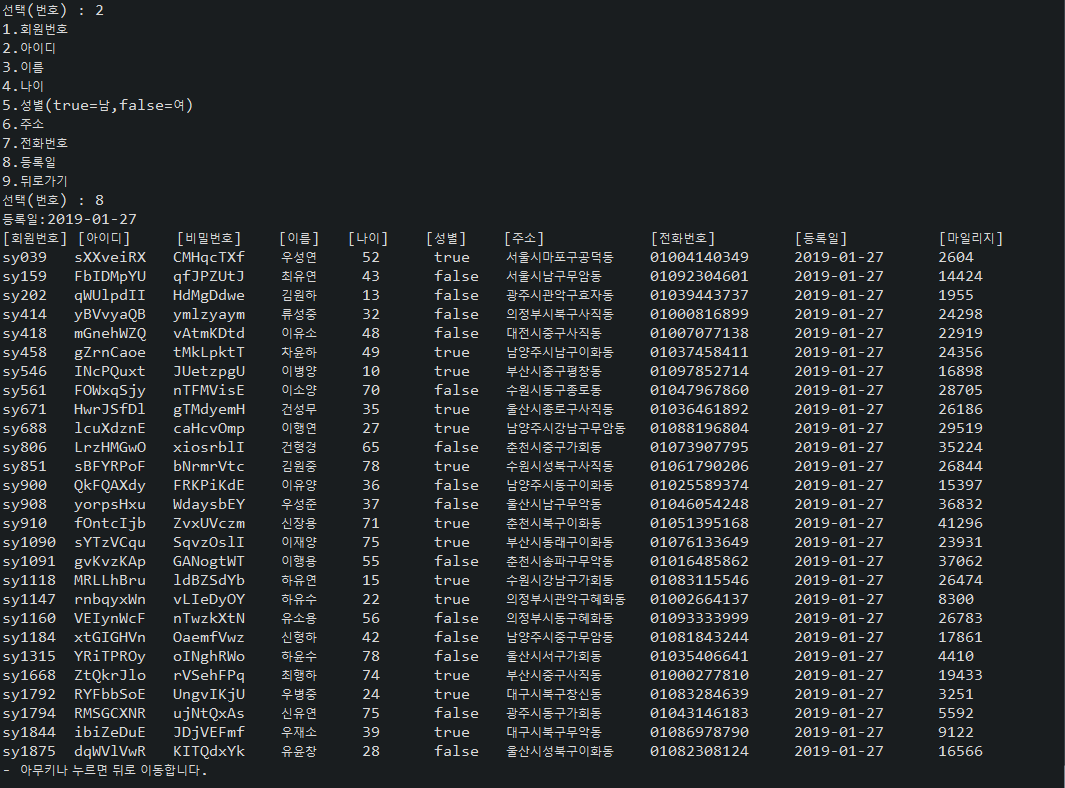 선택(번호) : 2
1.회원번호
2.아이디
3.이름
4.나이
5.성별(true=남,false=여)
6.주소
7.전화번호
8.등록일
9.뒤로가기
선택(번호) : 8
등록일:2019-01-27
[회원번호] [아이디] [비밀번호] [이름] [나이] [성별] [주소] [전화번호] [등록일] [마일리지]
sy039 sXXveiRX CMHqcTXf 우성연 52 true 서울시마포구공덕동 01004140349 2019-01-27 2604
sy159 FbIDMpYU qfJPZUtJ 최유연 43 false 서울시남구무암동 01092304601 2019-01-27 14424
sy202 qWUlpdII HdMgDdwe 김원하 13 false 광주시관악구효자동 01039443737 2019-01-27 1955
sy414 yBVvyaQB ymlzyaym 류성중 32 false 의정부시북구사직동 01000816899 2019-01-27 24298
sy418 mGnehWZQ vAtmKDtd 이유소 48 false 대전시중구사직동 01007077138 2019-01-27 22919
sy458 gZrnCaoe tMkLpktT 차윤하 49 true 남양주시남구이화동 01037458411 2019-01-27 24356
sy546 INcPQuxt JUetzpgU 이병양 10 true 부산시중구평창동 01097852714 2019-01-27 16898
sy561 FOWxqSjy nTFMVisE 이소양 70 false 수원시동구종로동 01047967860 2019-01-27 28705
sy671 HwrJSfDl gTMdyemH 건성무 35 true 울산시종로구사직동 01036461892 2019-01-27 26186
sy688 lcuXdznE caHcvOmp 이행연 27 true 남양주시강남구무암동 01088196804 2019-01-27 29519
sy806 LrzHMGwO xiosrblI 건형경 65 false 춘천시중구가회동 01073907795 2019-01-27 35224
sy851 sBFYRPoF bNrmrVtc 김원중 78 true 수원시성북구사직동 01061790206 2019-01-27 26844
sy900 QkFQAXdy FRKPiKdE 이유양 36 false 남양주시동구이화동 01025589374 2019-01-27 15397
sy908 yorpsHxu WdaysbEY 우성준 37 false 울산시남구무악동 01046054248 2019-01-27 36832
sy910 fOntcIjb ZvxUVczm 신장용 71 true 춘천시북구이화동 01051395168 2019-01-27 41296
sy1090 sYTzVCqu SqvzOslI 이재양 75 true 부산시동래구이화동 01076133649 2019-01-27 23931
sy1091 gvKvzKAp GANogtWT 이행용 55 false 춘천시송파구무악동 01016485862 2019-01-27 37062
sy1118 MRLLhBru ldBZSdYb 하유연 15 true 수원시강남구가회동 01083115546 2019-01-27 26474
sy1147 rnbqyxWn vLIeDyOY 하유수 22 true 의정부시관악구혜화동 01002664137 2019-01-27 8300
sy1160 VEIynWcF nTwzkXtN 유소용 56 false 의정부시동구혜화동 01093333999 2019-01-27 26783
sy1184 xtGIGHVn OaemfVwz 신형하 42 false 남양주시중구무암동 01081843244 2019-01-27 17861
sy1315 YRiTPROy oINghRWo 하윤수 78 false 울산시서구가회동 01035406641 2019-01-27 4410
sy1668 ZtQkrJlo rVSehFPq 최행하 74 true 부산시중구사직동 01000277810 2019-01-27 19433
sy1792 RYFbbSoE UngvIKjU 우병중 24 true 대구시북구창신동 01083284639 2019-01-27 3251
sy1794 RMSGCXNR ujNtQxAs 신유연 75 false 광주시동구가회동 01043146183 2019-01-27 5592
sy1844 ibiZeDuE JDjVEFmf 우재소 39 true 대구시북구무악동 01086978790 2019-01-27 9122
sy1875 dqWVlVwR KITQdxYk 유윤창 28 false 울산시성북구이화동 01082308124 2019-01-27 16566
- 아무키나 누르면 뒤로 이동합니다.